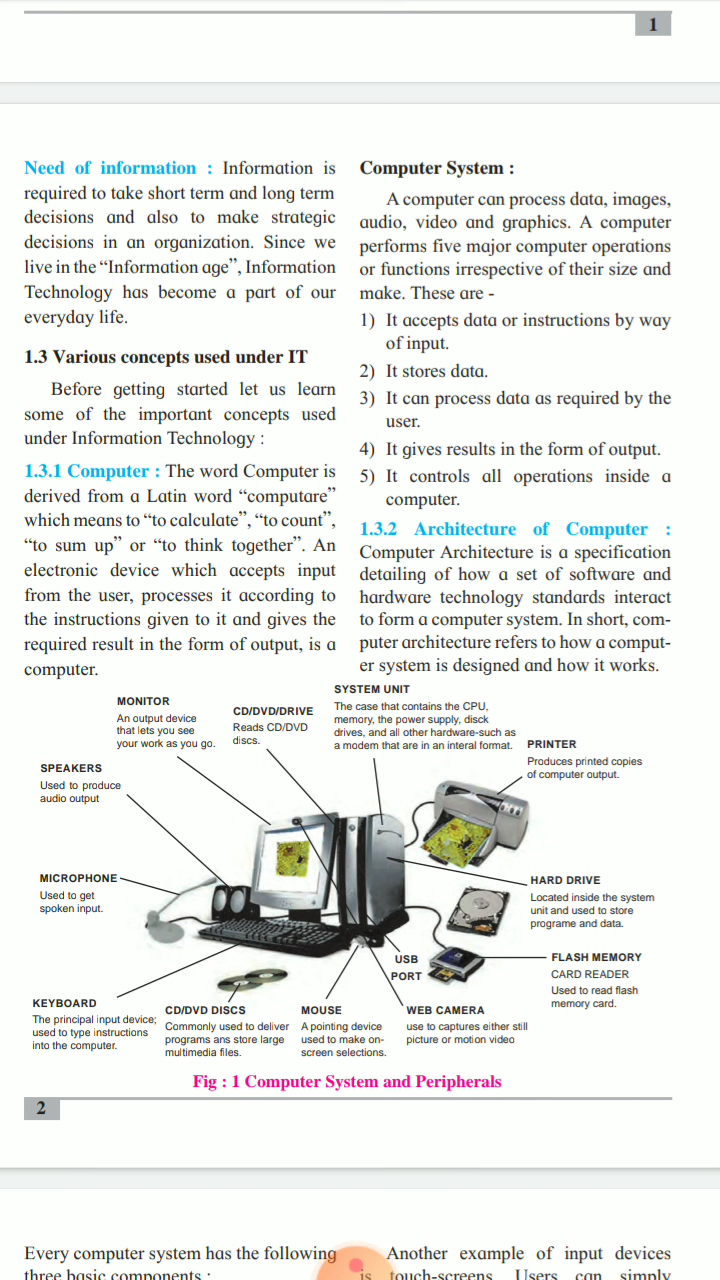 1
Need of information : Information is
required to take short term and long term
decisions and also to make strategic
decisions in an organization. Since we
live in the “Information age”, Information
Technology has become a part of our
everyday life.
1.3 Various concepts used under IT
Before getting started let us learn
some of the important concepts used
under Information Technology :
1.3.1 Computer : The word Computer is
derived from a Latin word “computare”
which means to “to calculate”, “to count”,
“to sum up” or “to think together”. An
electronic device which accepts input
from the user, processes it according to
the instructions given to it and gives the
required result in the form of output, is a
computer.
Computer System :
A computer can process data, images,
audio, video and graphics. A computer
performs five major computer operations
or functions irrespective of their size and
make. These are -
1) It accepts data or instructions by way
of input.
2) It stores data.
3) It can process data as required by the
user.
4) It gives results in the form of output.
5) It controls all operations inside a
computer.
1.3.2 Architecture of Computer :
Computer Architecture is a specification
detailing of how a set of software and
hardware technology standards interact
to form a computer system. In short, com-
puter architecture refers to how a comput-
er system is designed and how it works.
MONITOR
An output device
that lets you see
your work as you go.
CD/DVD/DRIVE
Reads CD/DVD
discs.
SYSTEM UNIT
The case that contains the CPU,
memory, the power supply, disck
drives, and all other hardware-such as
a modem that are in an interal format.
PRINTER
Produces printed copies
of computer output.
SPEAKERS
Used to produce
audio output
MICROPHONE
Used to get
spoken input.
HARD DRIVE
Located inside the system
unit and used to store
programe and data.
USB
PORT
FLASH MEMORY
CARD READER
Used to read flash
memory card.
KEYBOARD
The principal input device;
used to type instructions
into the computer.
CD/DVD DISCS
Commonly used to deliver
programs ans store large
multimedia files.
MOUSE
A pointing device
used to make on-
screen selections.
WEB CAMERA
use to captures either still
picture or motion video
Fig : 1 Computer System and Peripherals
2
Every computer system has the following
three basic components :
Another example of input devices
is touch-screens. Users can simply